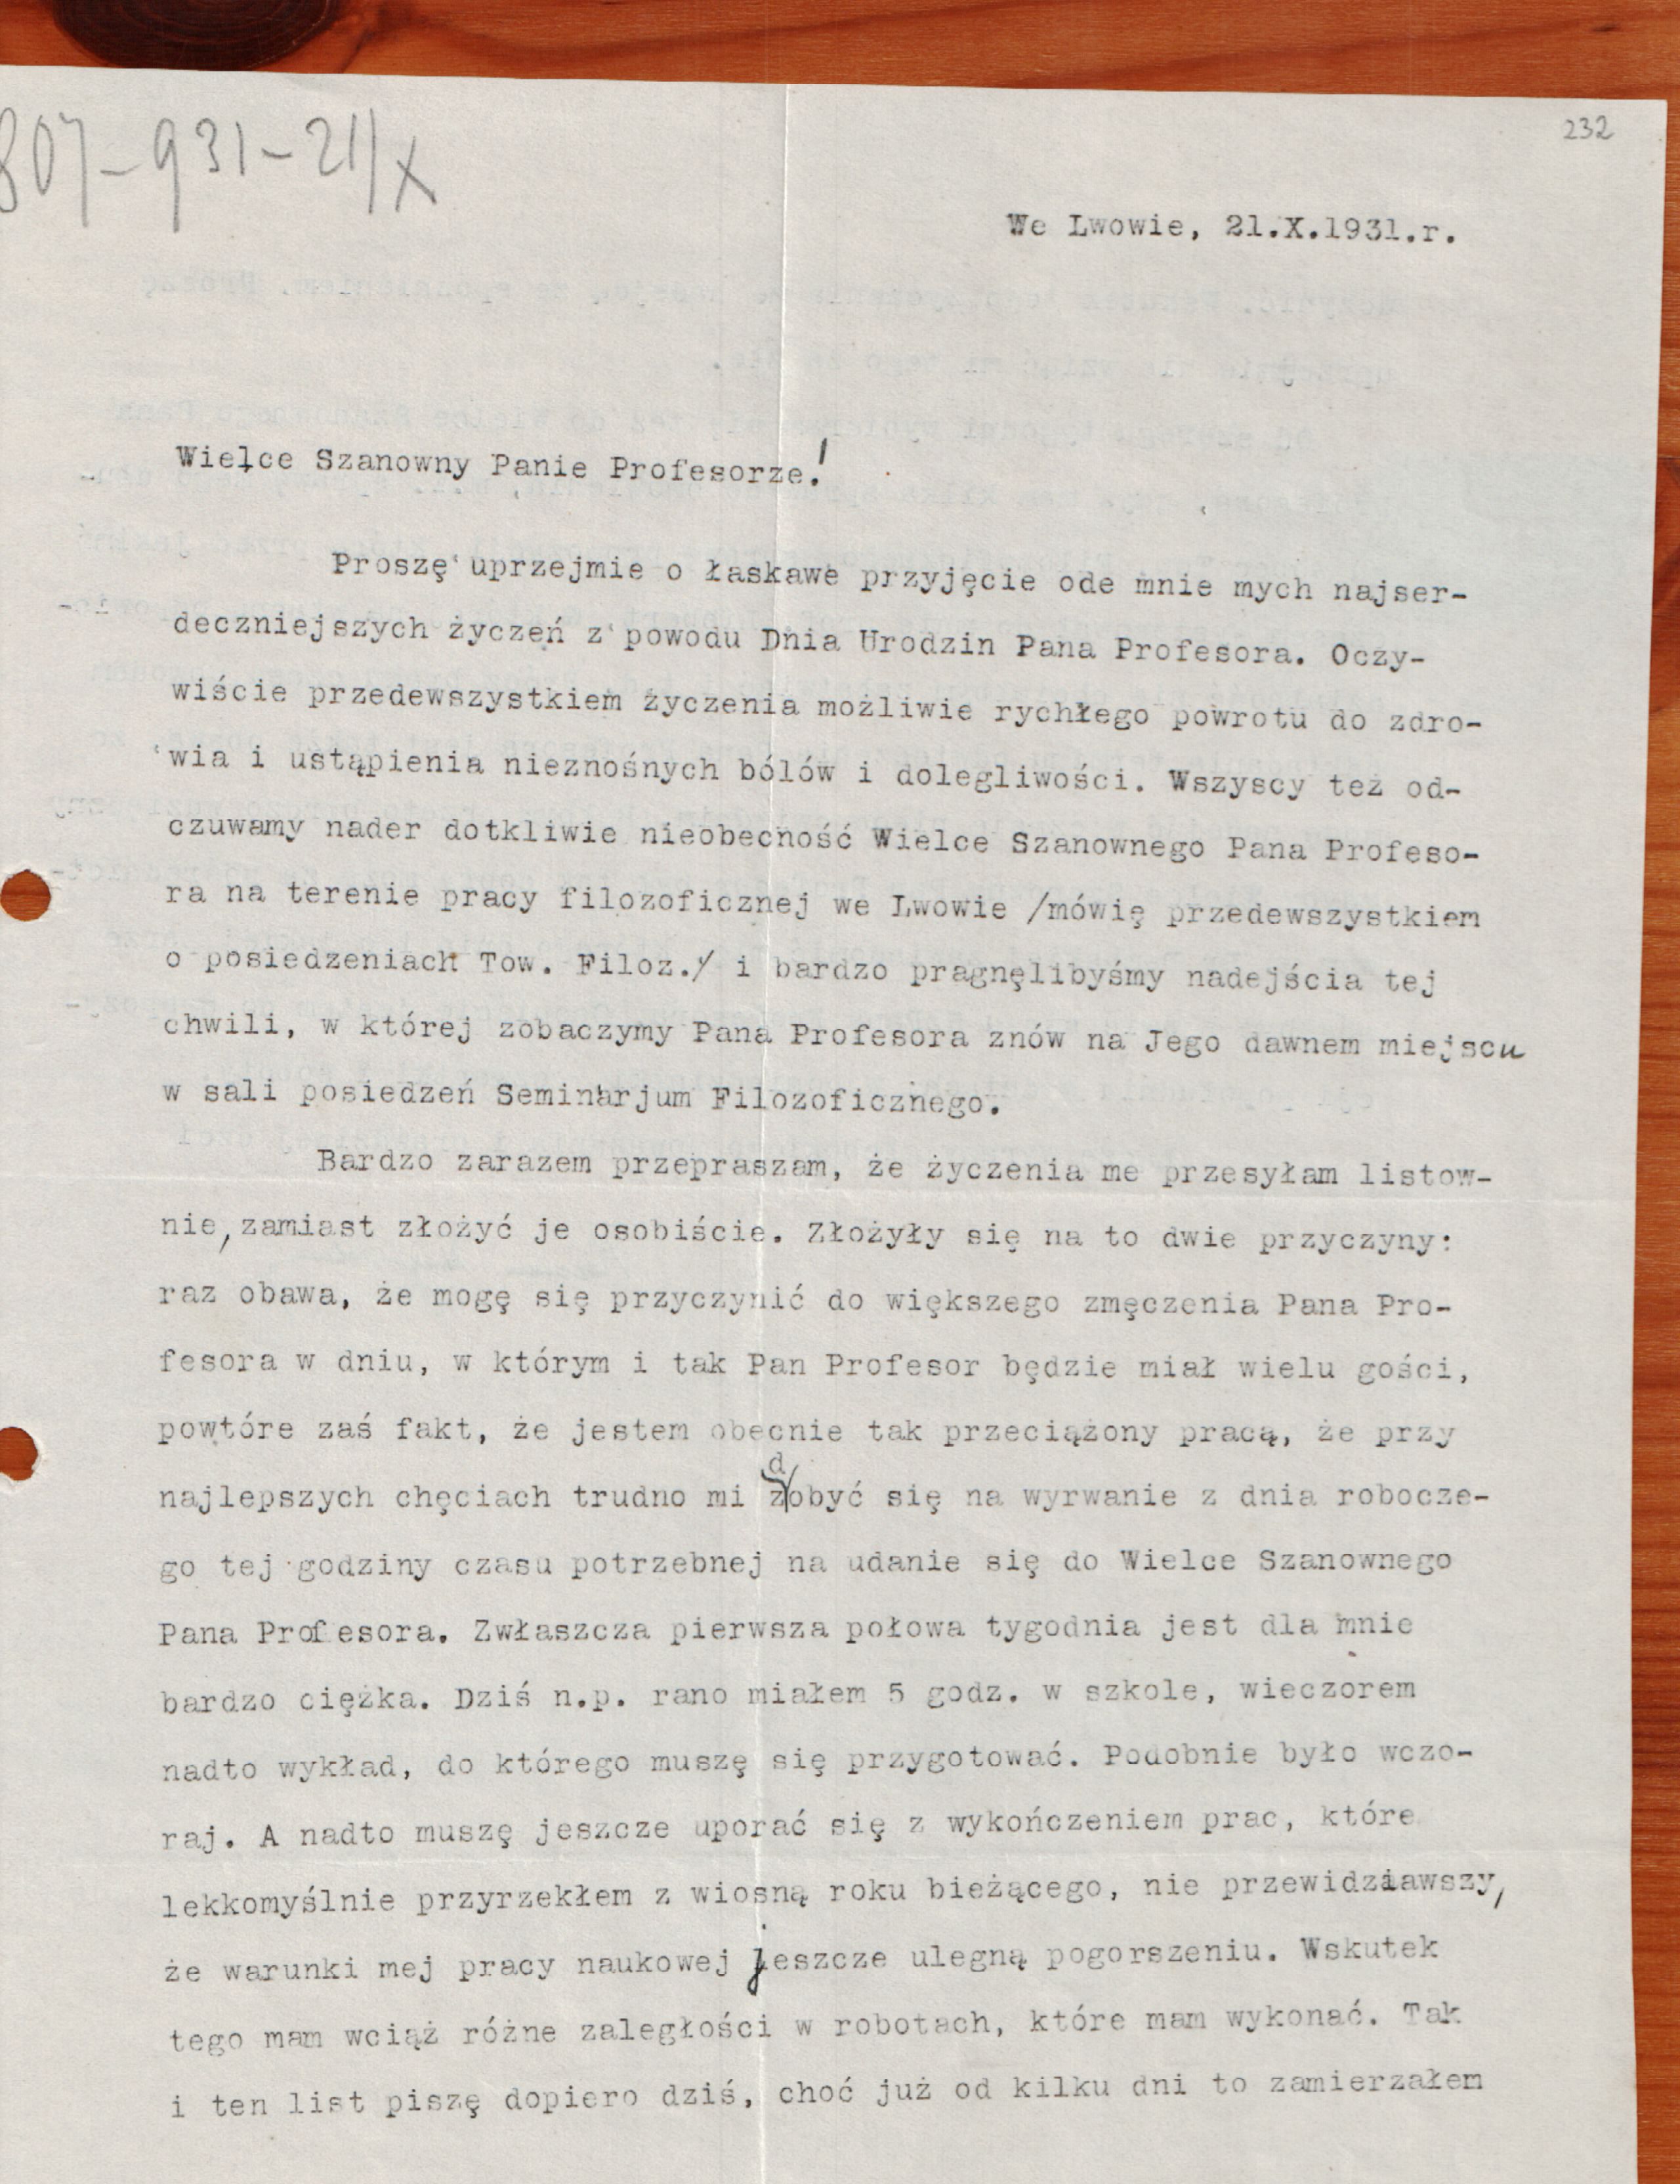 807-931-21/X
232
We Lwowie, 21.X.1931.r.
Wielce Szanowny Panie Profesorze!
Proszę uprzejmie o łaskawe przyjęcie ode mnie mych najser-
deczniejszych życzeń z powodu Dnia Urodzin Pana Profesora. Oczy-
wiście przedewszystkiem życzenia możliwie rychłego powrotu do zdro-
wia i ustąpienia nieznośnych bólów i dolegliwości. Wszyscy też od-
czuwamy nader dotkliwie nieobecność Wielce Szanownego Pana Profeso-
ra na terenie pracy filozoficznej we Lwowie /mówię przedewszystkiem
o posiedzeniach Tow. Filoz./ i bardzo pragnęlibyśmy nadejścia tej
chwili, w której zobaczymy Pana Profesora znów na Jego dawnem miejscu
w sali posiedzeń Seminarjum Filozoficznego.
Bardzo zarazem przepraszam, że życzenia me przesyłam listow-
nie, zamiast złożyć je osobiście. Złożyły się na to dwie przyczyny:
raz obawa, że mogę się przyczynić do większego zmęczenia Pana Pro-
fesora w dniu, w którym i tak Pan Profesor będzie miał wielu gości,
powtóre zaś fakt, że jestem obecnie tak przeciążony pracą, że przy
najlepszych chęciach trudno mi zdobyć się na wyrwanie z dnia robocze-
go tej godziny czasu potrzebnej na udanie się do Wielce Szanownego
Pana Profesora. Zwłaszcza pierwsza połowa tygodnia jest dla mnie
bardzo ciężka. Dziś n.p. rano miałem 5 godz. w szkole, wieczorem
nadto wykład, do którego muszę się przygotować. Podobnie było wczo-
raj. A nadto muszę jeszcze uporać się z wykończeniem prac, które
lekkomyślnie przyrzekłem z wiosną roku bieżącego, nie przewidziawszy,
że warunki mej pracy naukowej jeszcze ulegną pogorszeniu. Wskutek
tego mam wciąż różne zaległości w robotach, które mam wykonać. Tak
i ten list piszę dopiero dziś, choć już od kilku dni to zamierzałem